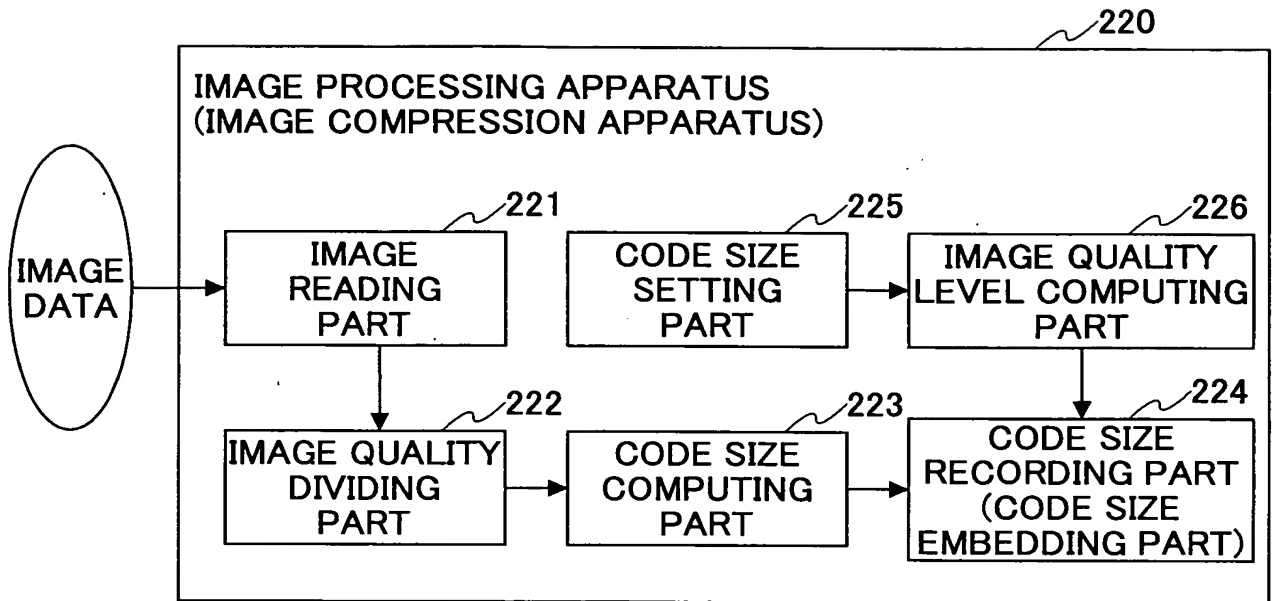 220
IMAGE PROCESSING APPARATUS
(IMAGE COMPRESSION APPARATUS)
IMAGE
DATA
221
IMAGE
READING
PART
225
CODE SIZE
SETTING
PART
226
IMAGE QUALITY
LEVEL COMPUTING
PART
222
IMAGE QUALITY
DIVIDING
PART
223
CODE SIZE
COMPUTING
PART
224
CODE SIZE
RECORDING PART
(CODE SIZE
EMBEDDING PART)